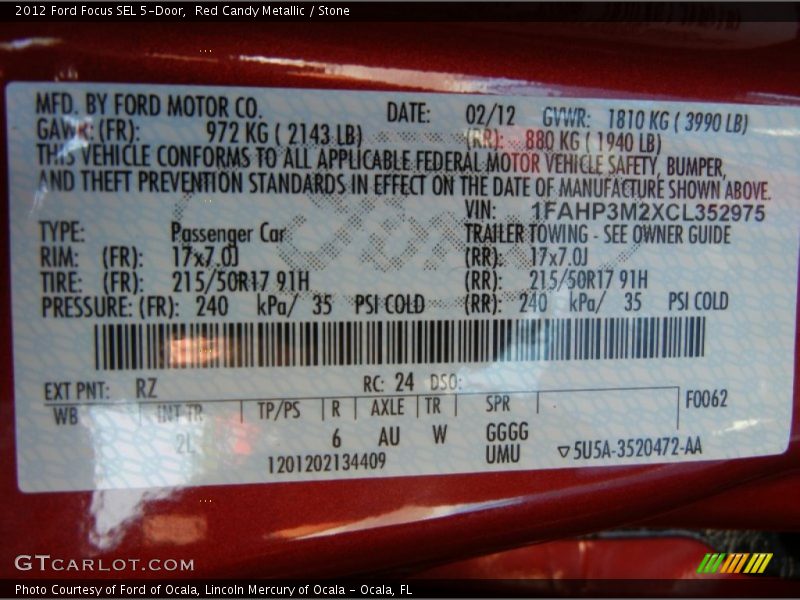 2012 Ford Focus SEL 5-Door,  Red Candy Metallic / Stone
MFD. BY FORD MOTOR CO. DATE: 02/12 GVWR: 1810 KG ( 3990 LB)
GAWR: (FR): 972 KG ( 2143 LB) (RR): 880 KG ( 1940 LB)
THIS VEHICLE CONFORMS TO ALL APPLICABLE FEDERAL MOTOR VEHICLE SAFETY, BUMPER,
AND THEFT PREVENTION STANDARDS IN EFFECT ON THE DATE OF MANUFACTURE SHOWN ABOVE.
VIN: 1FAHP3M2XCL352975
TYPE: Passenger Car TRAILER TOWING - SEE OWNER GUIDE
RIM: (FR): 17x7.0J (RR): 17x7.0J
TIRE: (FR): 215/50R17 91H (RR): 215/50R17 91H
PRESSURE: (FR): 240 kPa/ 35 PSI COLD (RR): 240 kPa/ 35 PSI COLD
EXT PNT: RZ RC: 24 DSO:
WB INT TR TP/PS R AXLE TR SPR F0062
2L 6 AU W GGGG
UMU ▽5U5A-3520472-AA
1201202134409
GTCARLOT.COM
Photo Courtesy of Ford of Ocala, Lincoln Mercury of Ocala - Ocala, FL